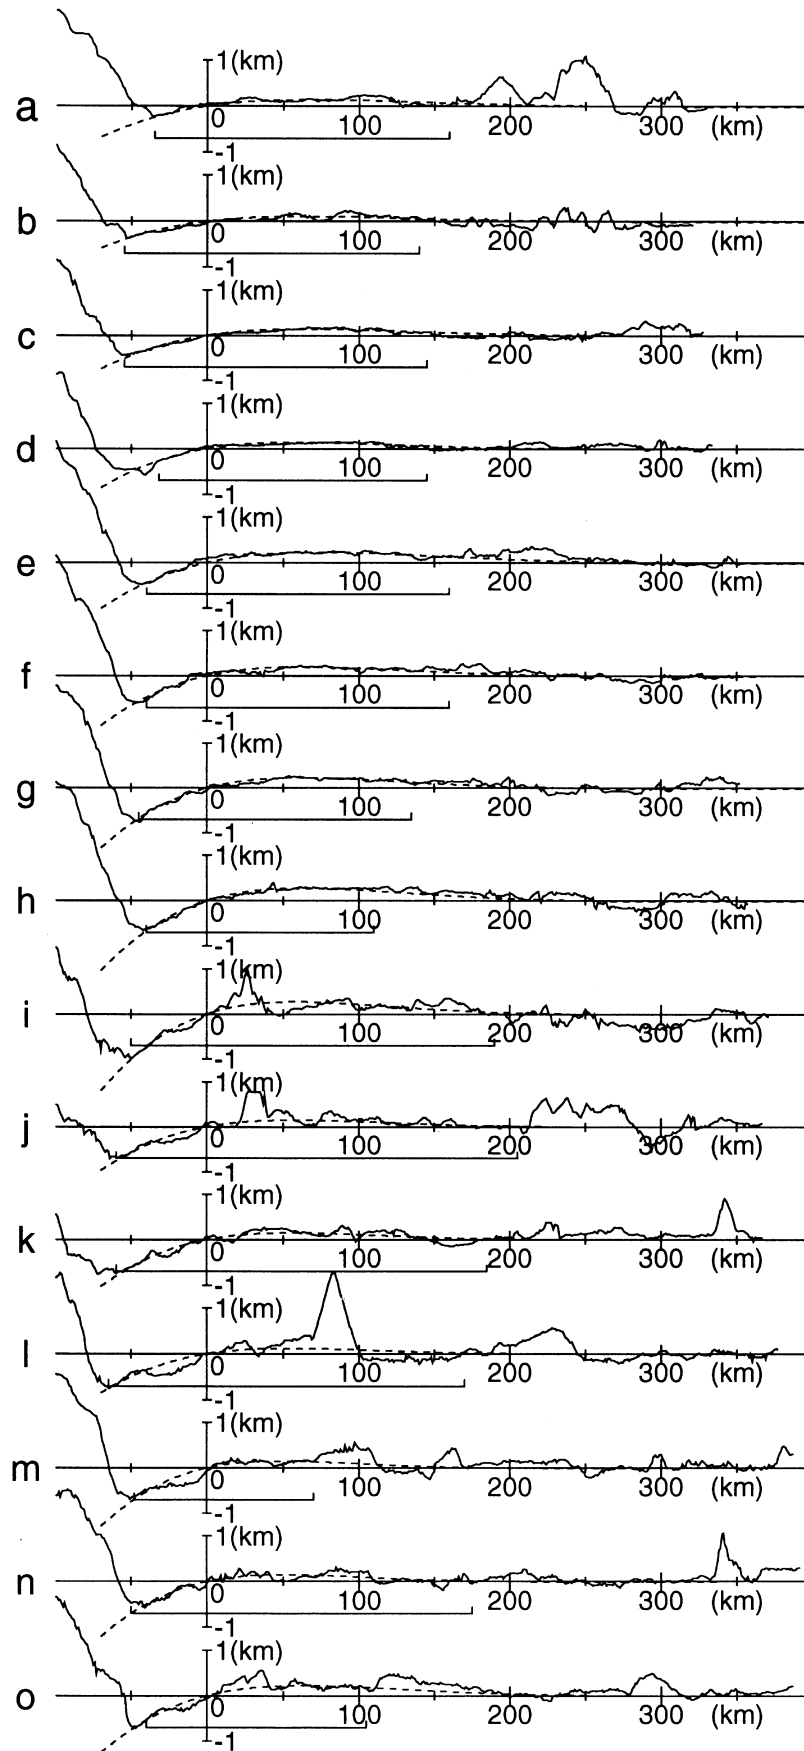 1(km)
a 0 100 200 300 (km)
-1
1(km)
b 0 100 200 300 (km)
-1
1(km)
c 0 100 200 300 (km)
-1
1(km)
d 0 100 200 300 (km)
-1
1(km)
e 0 100 200 300 (km)
-1
1(km)
f 0 100 200 300 (km)
-1
1(km)
g 0 100 200 300 (km)
-1
1(km)
h 0 100 200 300 (km)
-1
1(km)
i 0 100 200 300 (km)
-1
1(km)
j 0 100 200 300 (km)
-1
1(km)
k 0 100 200 300 (km)
-1
1(km)
l 0 100 200 300 (km)
-1
1(km)
m 0 100 200 300 (km)
-1
1(km)
n 0 100 200 300 (km)
-1
1(km)
o 0 100 200 300 (km)
-1